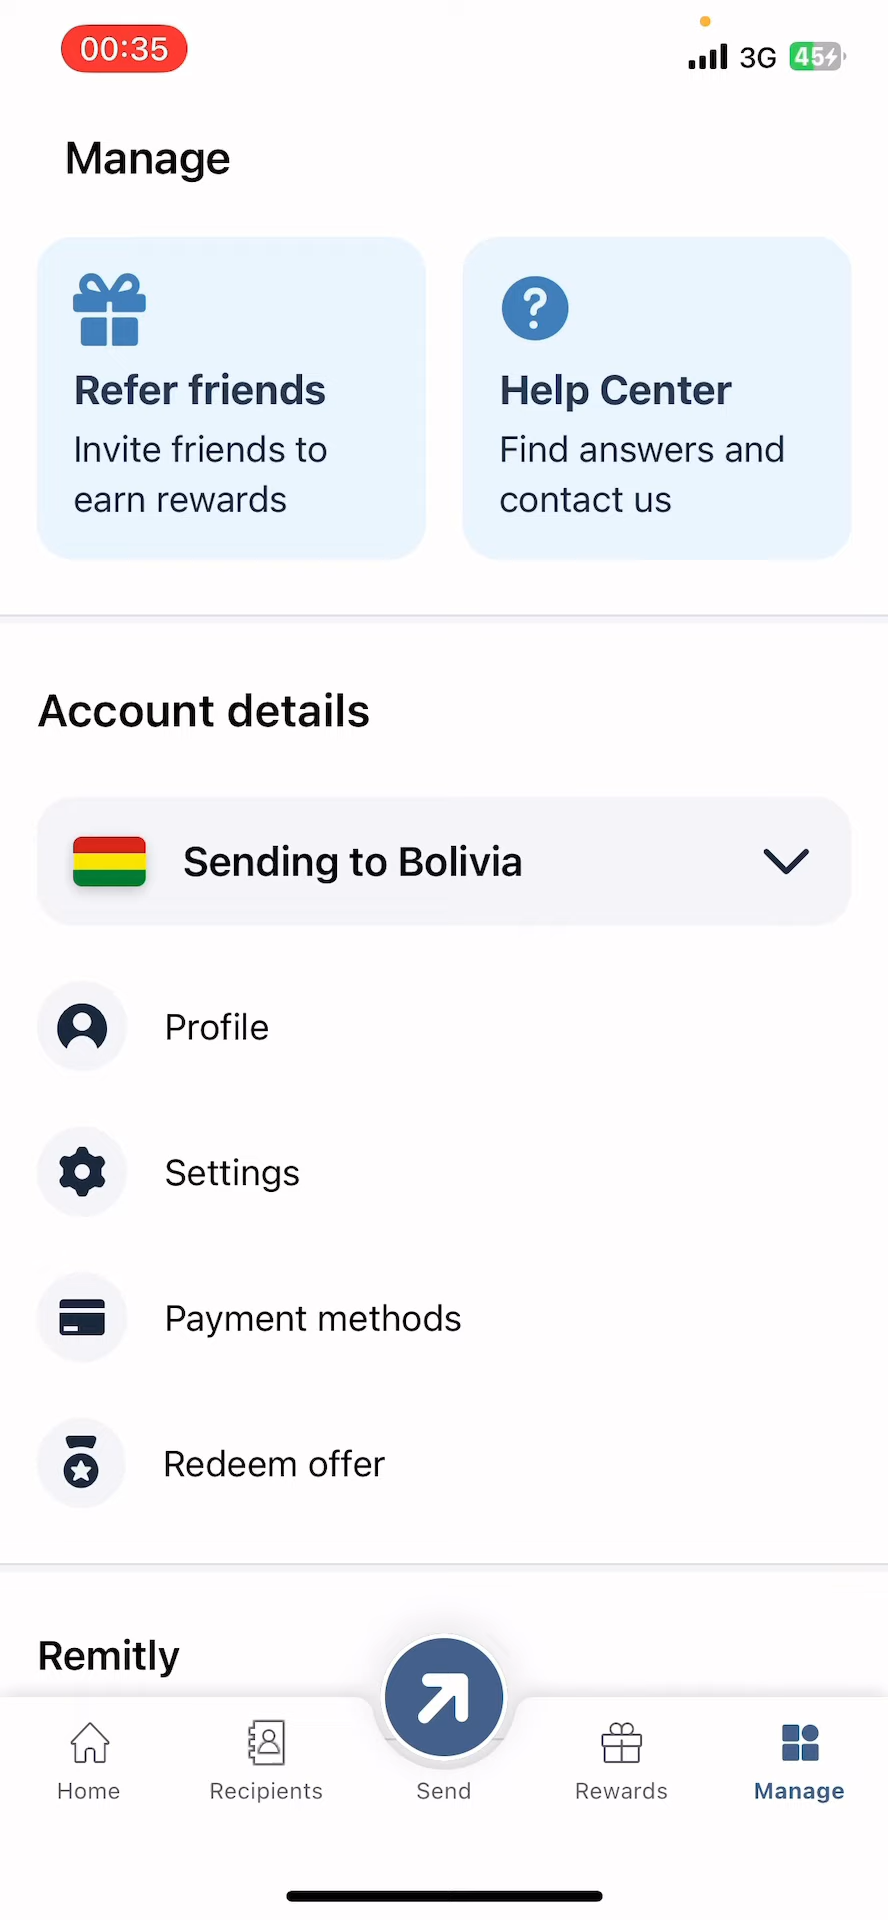 00:35
3G 45
Manage
Refer friends
Invite friends to
earn rewards
Help Center
Find answers and
contact us
Account details
Sending to Bolivia
Profile
Settings
Payment methods
Redeem offer
Remitly
Home
Recipients
Send
Rewards
Manage